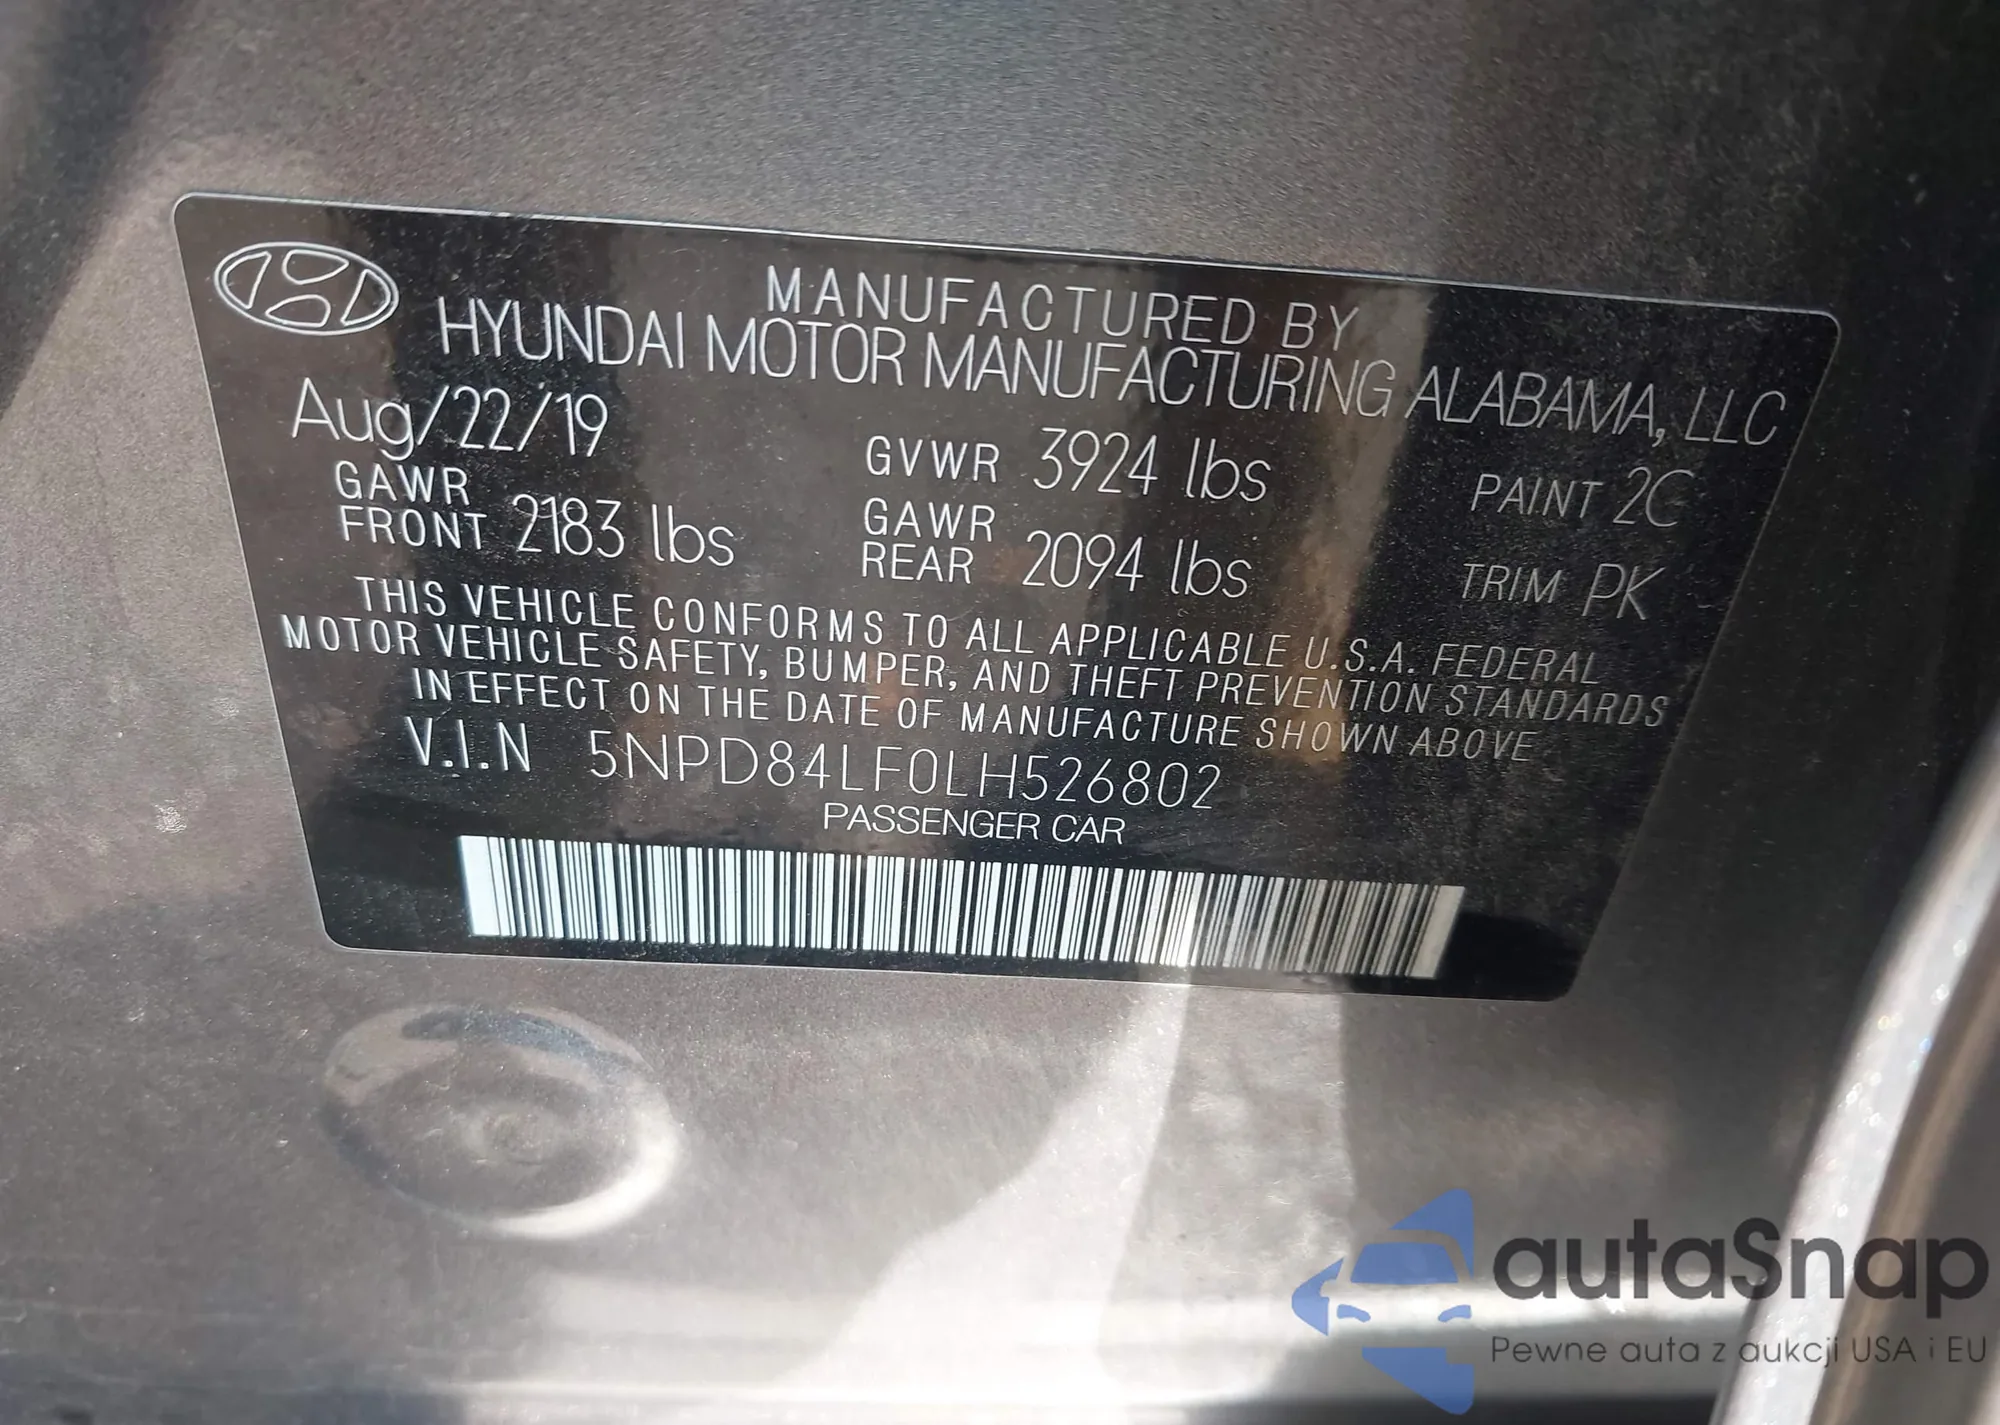 MANUFACTURED BY
HYUNDAI MOTOR MANUFACTURING ALABAMA, LLC
Aug/22/19 GVWR 3924 lbs PAINT 2C
GAWR FRONT 2183 lbs GAWR REAR 2094 lbs TRIM PK
THIS VEHICLE CONFORMS TO ALL APPLICABLE U.S.A. FEDERAL
MOTOR VEHICLE SAFETY, BUMPER, AND THEFT PREVENTION STANDARDS
IN EFFECT ON THE DATE OF MANUFACTURE SHOWN ABOVE
V.I.N 5NPD84LF0LH526802
PASSENGER CAR
autaSnap
Pewne auta z aukcji USA i EU